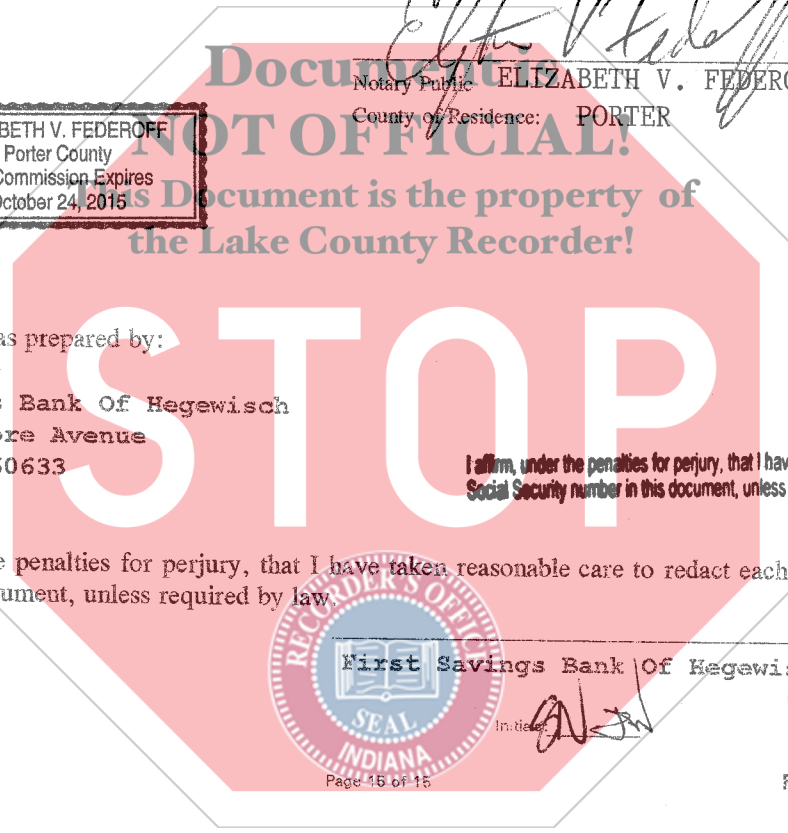 Document is
NOT OFFICIAL!
This Document is the property of
the Lake County Recorder!
STOP
Notary Public ELIZABETH V. FEDERO
County of Residence: PORTER
BETH V. FEDEROFF
Porter County
Commission Expires
October 24, 2015
as prepared by:
s Bank Of Hegewisch
ore Avenue
60633
I affirm, under the penalties for perjury, that I hav
Social Security number in this document, unless
e penalties for perjury, that I have taken reasonable care to redact each
ument, unless required by law.
RECORDER'S OFFICE
SEAL
INDIANA
First Savings Bank Of Hegewis
Initials:
Page 15 of 15